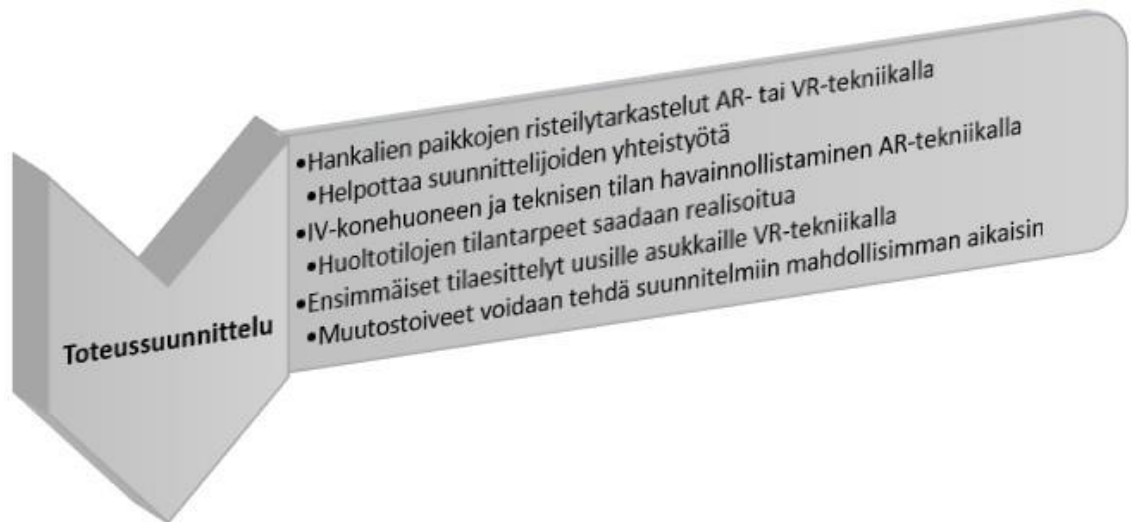 Toteussuunnittelu
•Hankalien paikkojen risteilytarkastelut AR- tai VR-tekniikalla
•Helpottaa suunnittelijoiden yhteistyötä
•IV-konehuoneen ja teknisen tilan havainnollistaminen AR-tekniikalla
•Huoltotilojen tilantarpeet saadaan realisoitua
•Ensimmäiset tilaesittelyt uusille asukkaille VR-tekniikalla
•Muutostoiveet voidaan tehdä suunnitelmiin mahdollisimman aikaisin